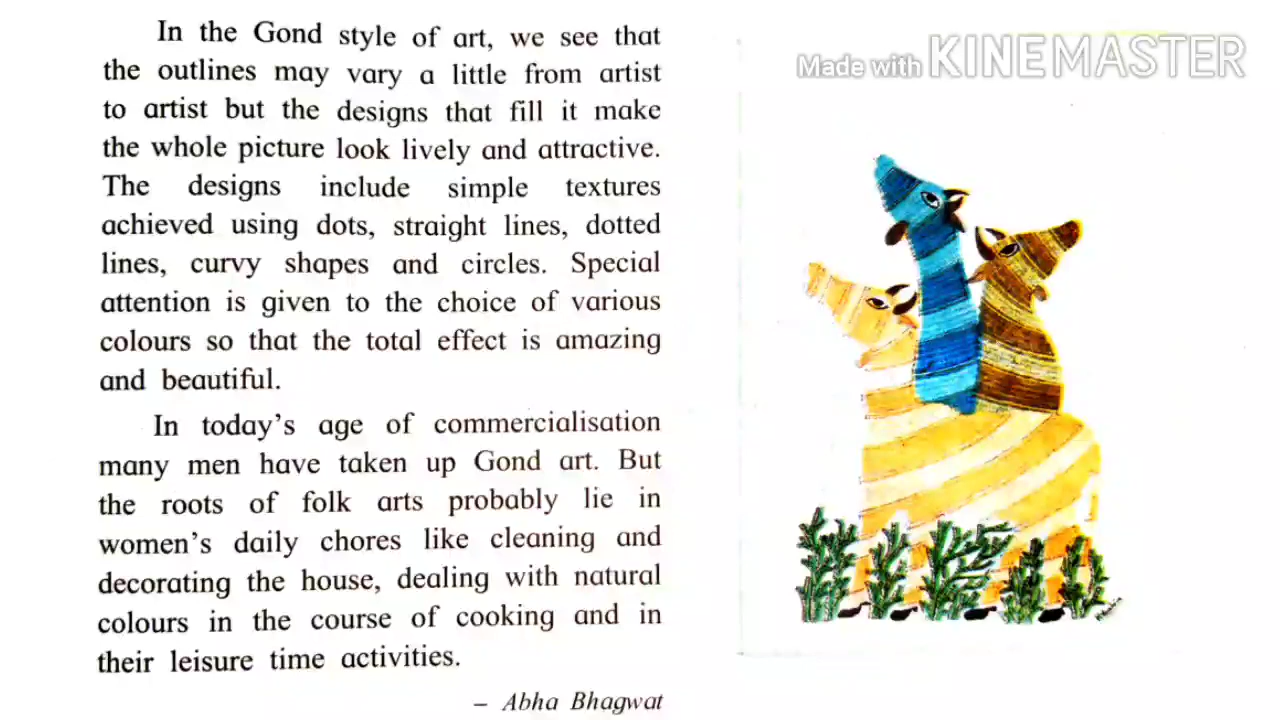 In the Gond style of art, we see that
the outlines may vary a little from artist
to artist but the designs that fill it make
the whole picture look lively and attractive.
The designs include simple textures
achieved using dots, straight lines, dotted
lines, curvy shapes and circles. Special
attention is given to the choice of various
colours so that the total effect is amazing
and beautiful.
In today's age of commercialisation
many men have taken up Gond art. But
the roots of folk arts probably lie in
women's daily chores like cleaning and
decorating the house, dealing with natural
colours in the course of cooking and in
their leisure time activities.
– Abha Bhagwat
Made with KINEMASTER